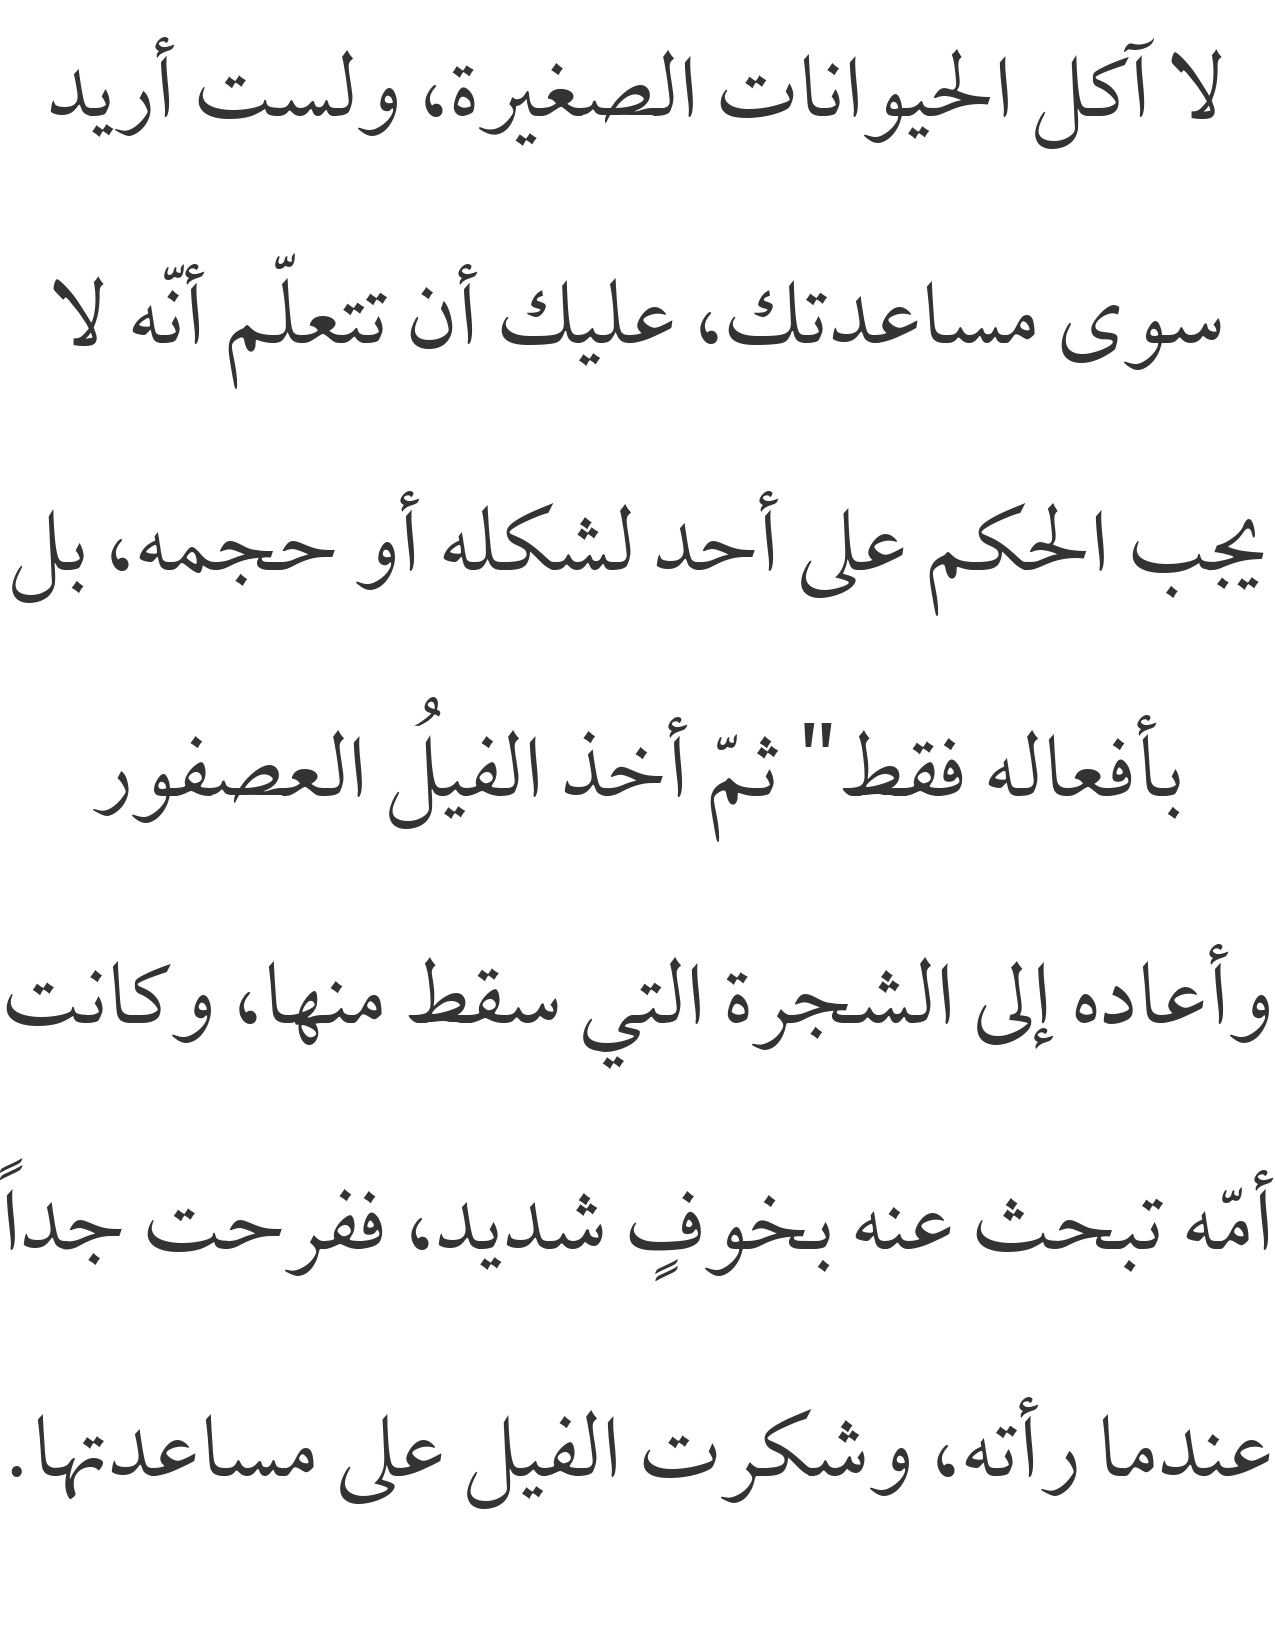 لا آكل الحيوانات الصغيرة، ولست أريد
سوى مساعدتك، عليك أن تتعلّم أنّه لا
يجب الحكم على أحد لشكله أو حجمه، بل
بأفعاله فقط" ثمّ أخذ الفيلُ العصفور
وأعاده إلى الشجرة التي سقط منها، وكانت
أمّه تبحث عنه بخوفٍ شديد، ففرحت جداً
عندما رأته، وشكرت الفيل على مساعدتها.